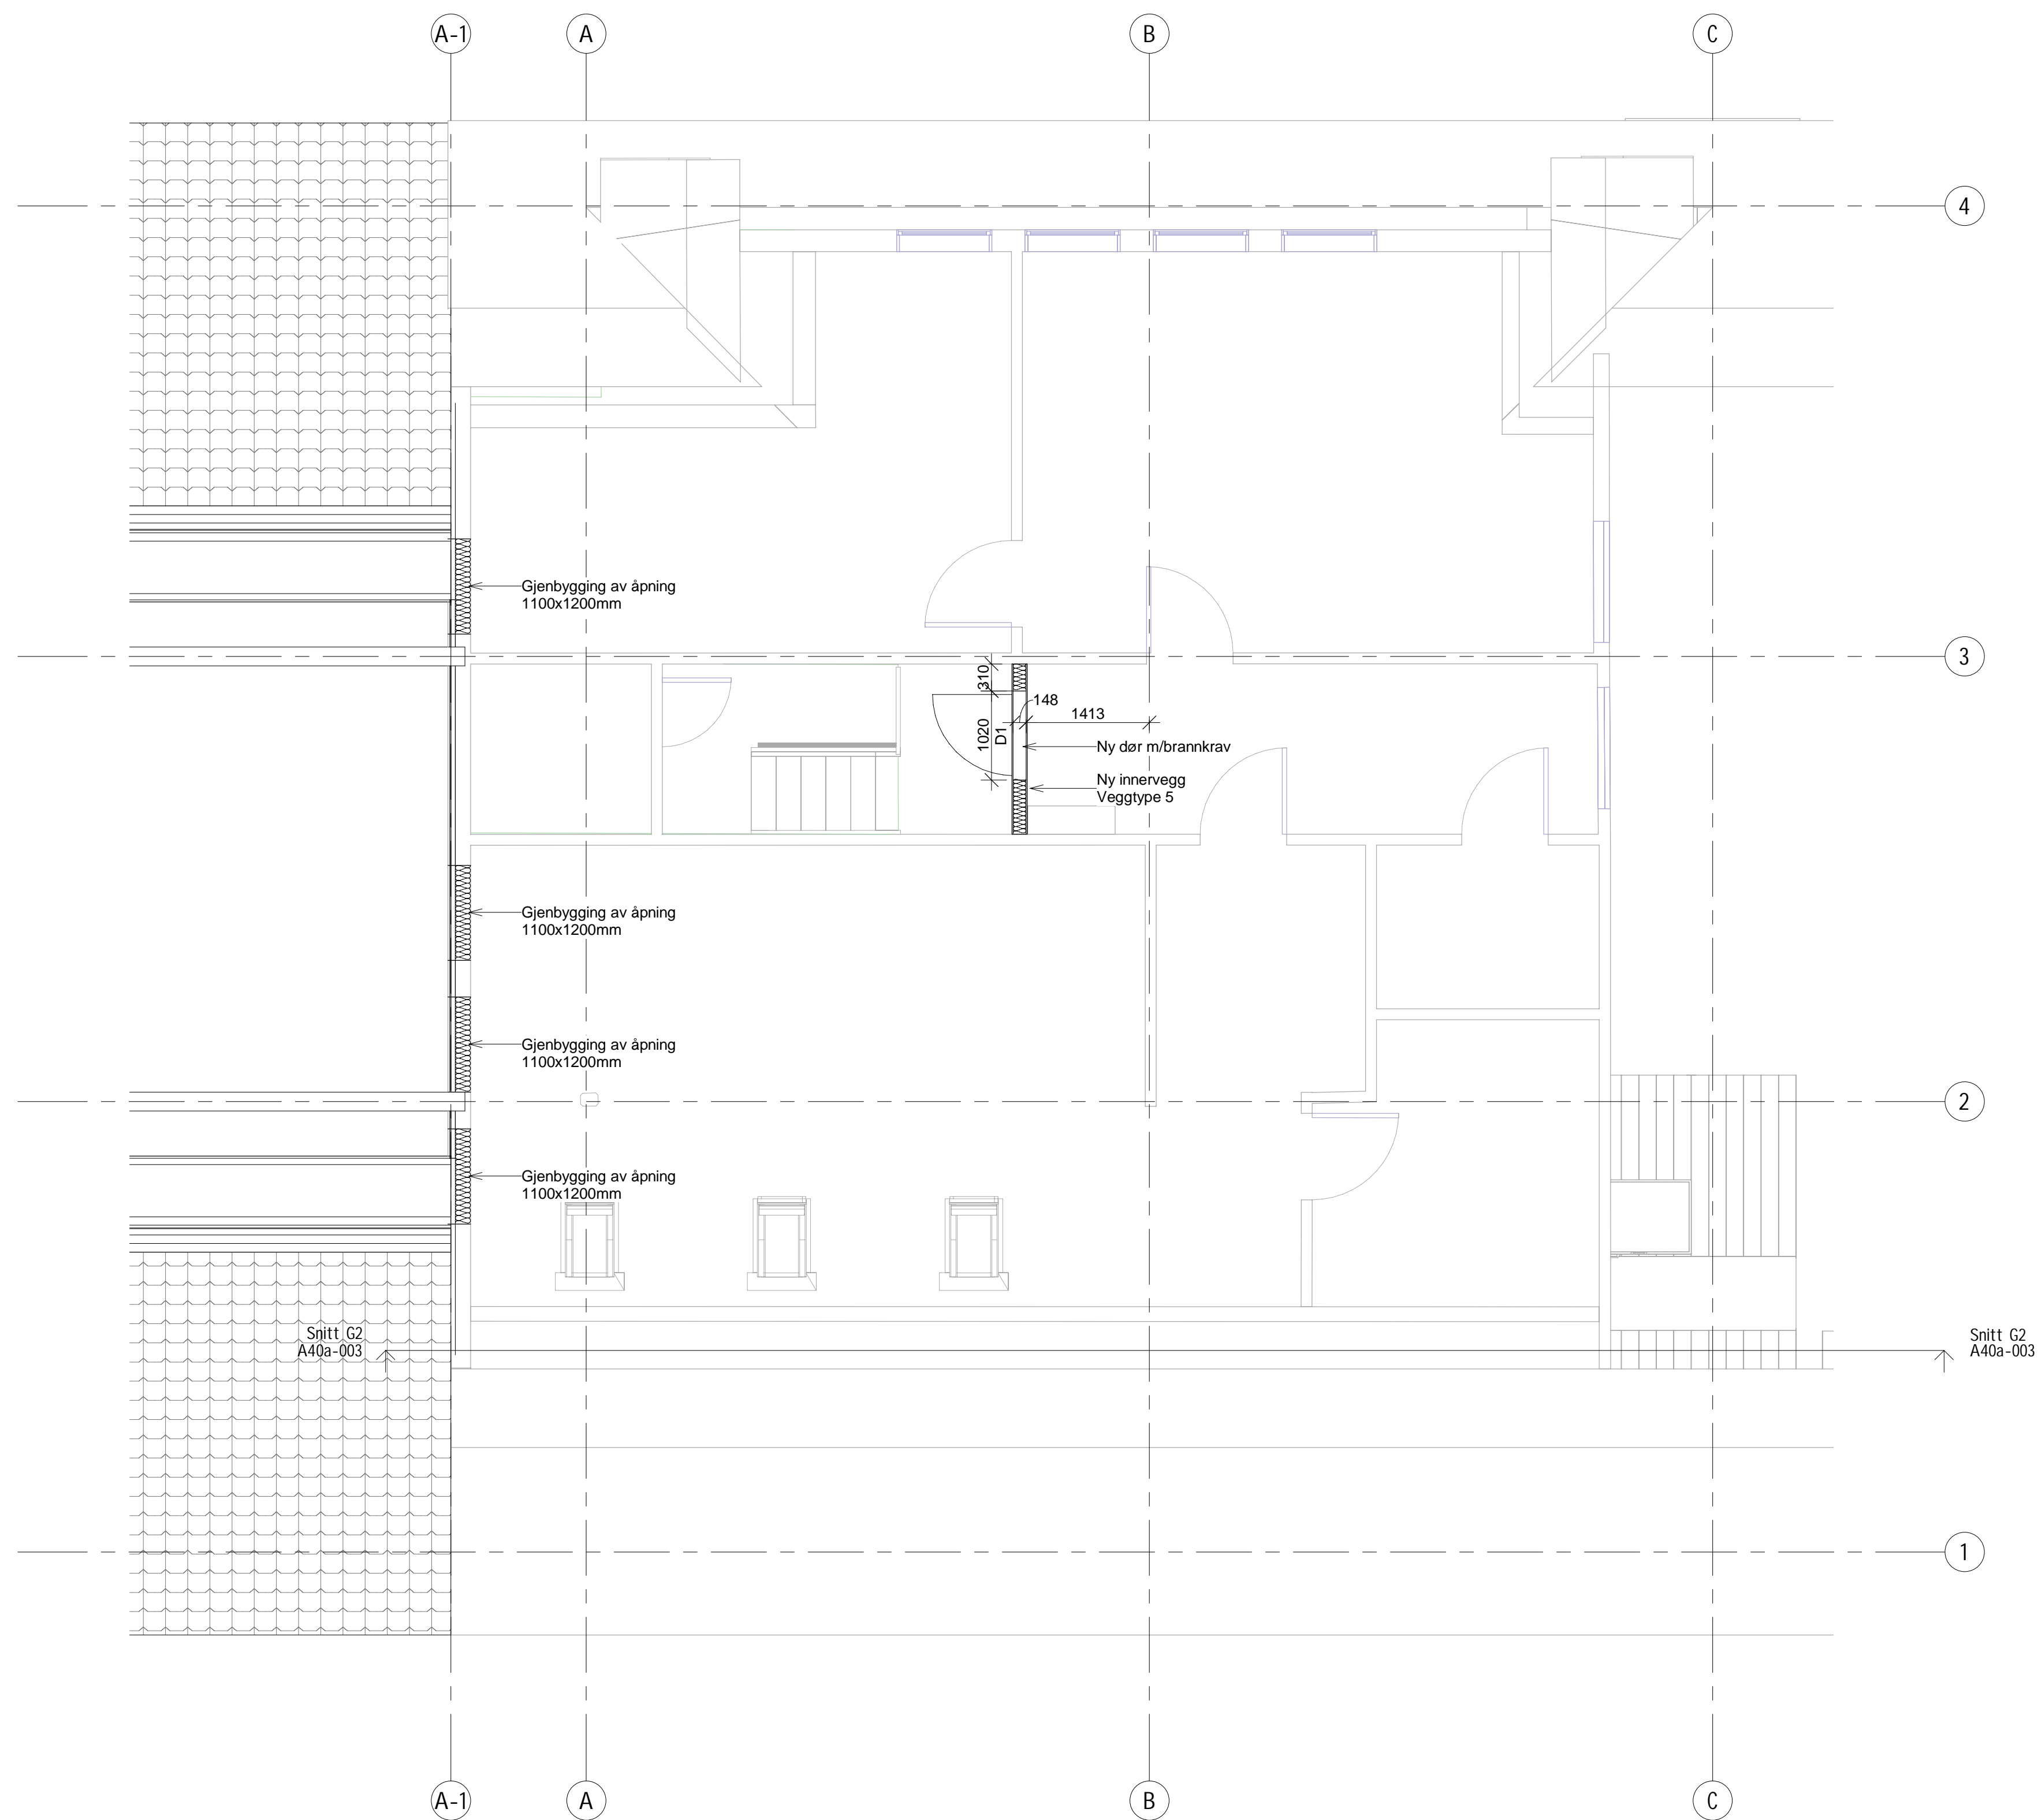 A-1
A
B
C
4
Gjenbygging av åpning
1100x1200mm
3
310
148
1413
1020
D1
Ny dør m/brannkrav
Ny innervegg
Veggtype 5
Gjenbygging av åpning
1100x1200mm
Gjenbygging av åpning
1100x1200mm
2
Gjenbygging av åpning
1100x1200mm
Snitt G2
A40a-003
Snitt G2
A40a-003
1
A-1
A
B
C